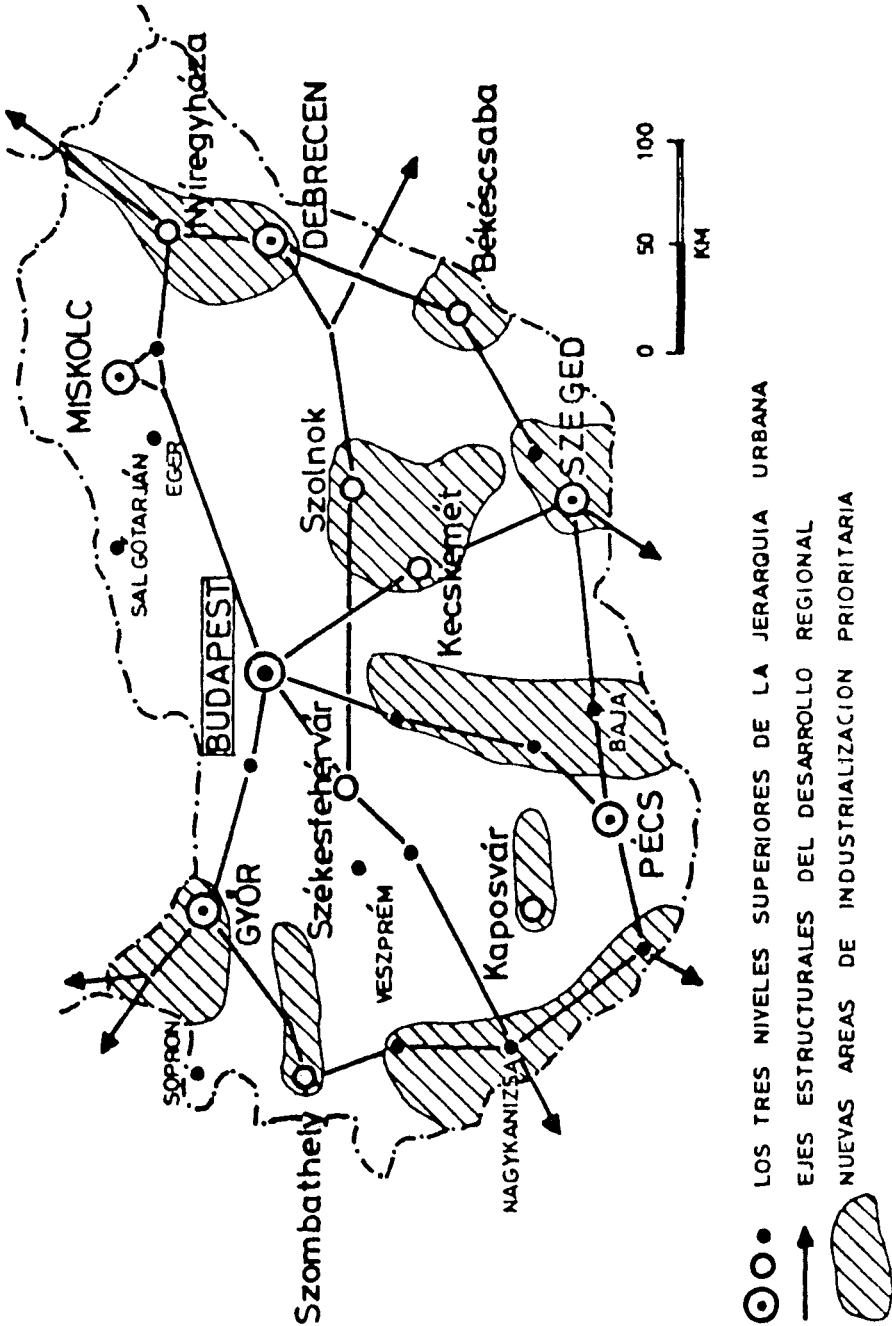 MISKOLC
Nyíregyháza
SALGÓTARJÁN
EGER
DEBRECEN
BUDAPEST
GYŐR
SOPRON
Szolnok
Székesfehérvár
Szombathely
Kecskemét
Békéscsaba
VESZPRÉM
Kaposvár
NAGYKANIZSA
SZEGED
BAJA
PÉCS
0 50 100
KM
LOS TRES NIVELES SUPERIORES DE LA JERARQUIA URBANA
EJES ESTRUCTURALES DEL DESARROLLO REGIONAL
NUEVAS AREAS DE INDUSTRIALIZACION PRIORITARIA